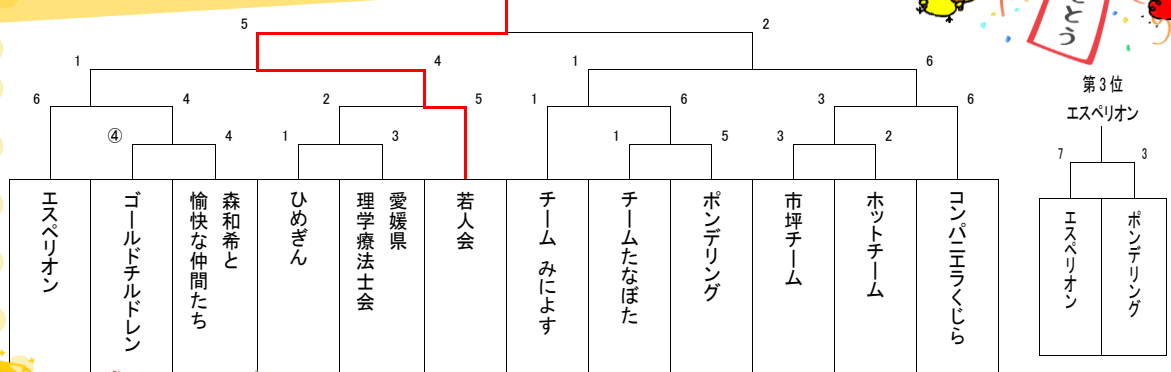 とう
5 2
1 4 1 6
6 4 2 5 1 6 3 6
④ 4 1 3 1 5 3 2
エスペリオン
ゴールドチルドレン
森和希と
愉快な仲間たち
ひめぎん
愛媛県
理学療法士会
若人会
チーム みによす
チームたなぼた
ポンデリング
市坪チーム
ホットチーム
コンパニエラくじら
第3位
エスペリオン
7 3
エスペリオン
ポンデリング